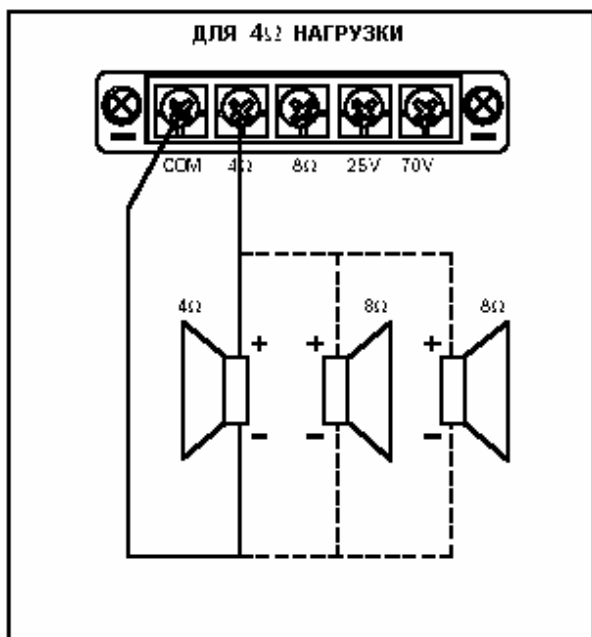 ДЛЯ 4Ω НАГРУЗКИ
COM 4Ω 8Ω 25V 70V
4Ω 8Ω 8Ω
+ + +
− − −